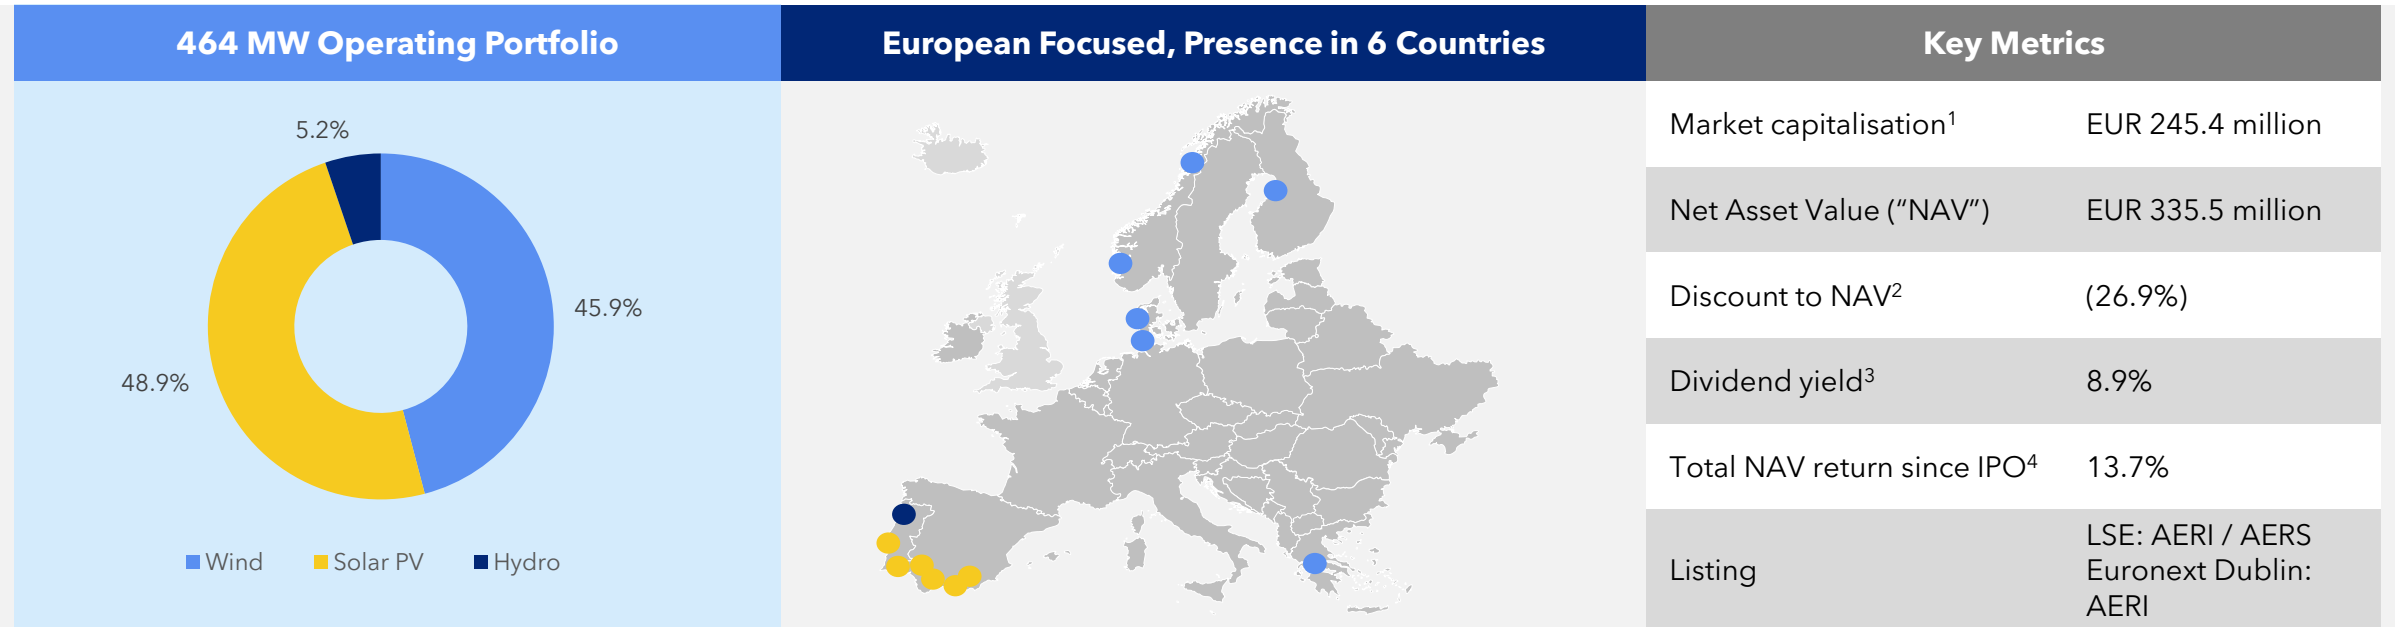 464 MW Operating Portfolio
5.2%
45.9%
48.9%
Wind
Solar PV
Hydro
European Focused, Presence in 6 Countries
Key Metrics
Market capitalisation¹ EUR 245.4 million
Net Asset Value (“NAV”) EUR 335.5 million
Discount to NAV² (26.9%)
Dividend yield³ 8.9%
Total NAV return since IPO⁴ 13.7%
Listing
LSE: AERI / AERS
Euronext Dublin:
AERI